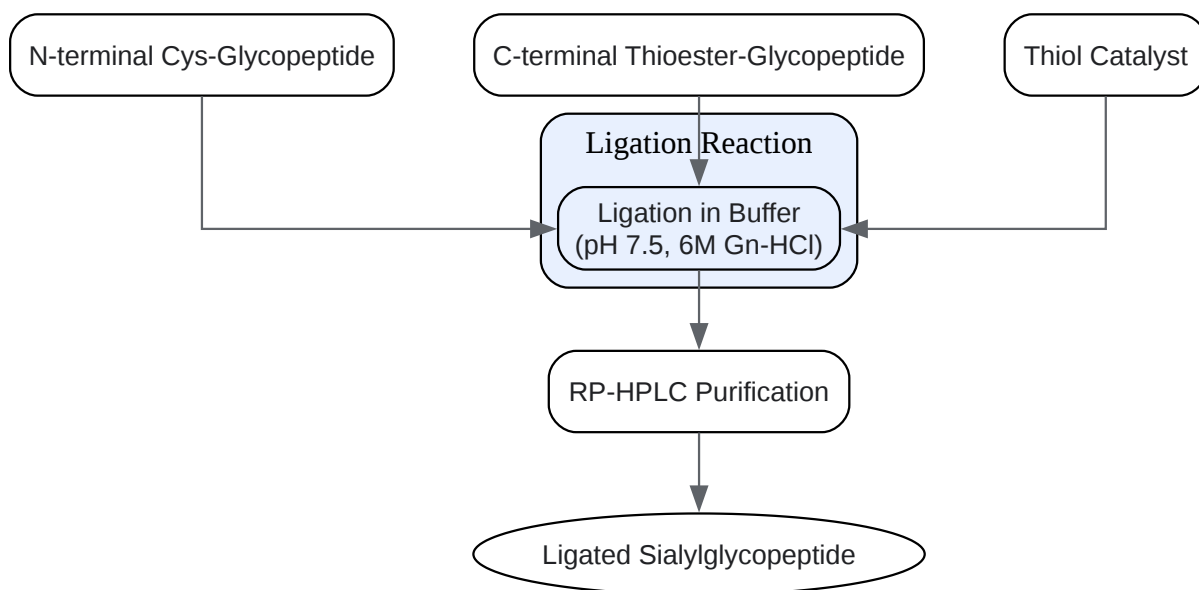 N-terminal Cys-Glycopeptide
C-terminal Thioester-Glycopeptide
Thiol Catalyst
Ligation Reaction
Ligation in Buffer
(pH 7.5, 6M Gn-HCl)
RP-HPLC Purification
Ligated Sialylglycopeptide